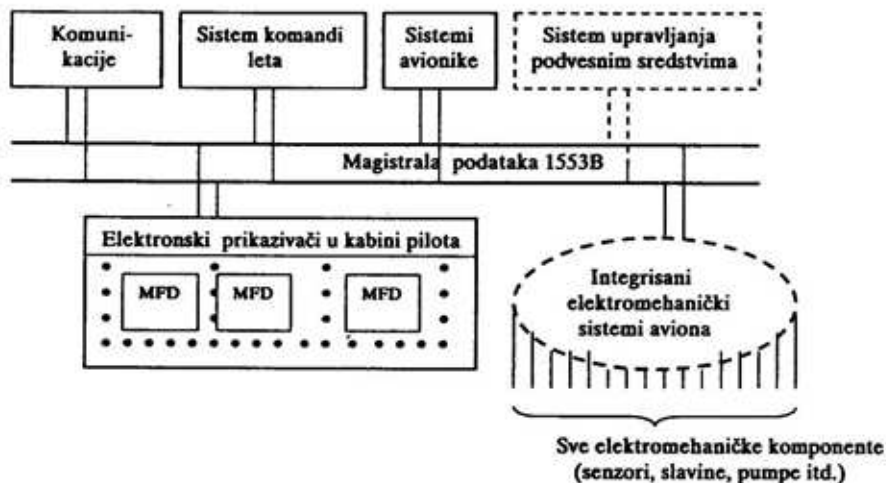 Komuni-
kacije
Sistem komandi
leta
Sistemi
avionike
Sistem upravljanja
podvesnim sredstvima
Magistrala podataka 1553B
Elektronski prikazivači u kabini pilota
MFD
MFD
MFD
Integrisani
elektromehanički
sistemi aviona
Sve elektromehaničke komponente
(senzori, slavine, pumpe itd.)